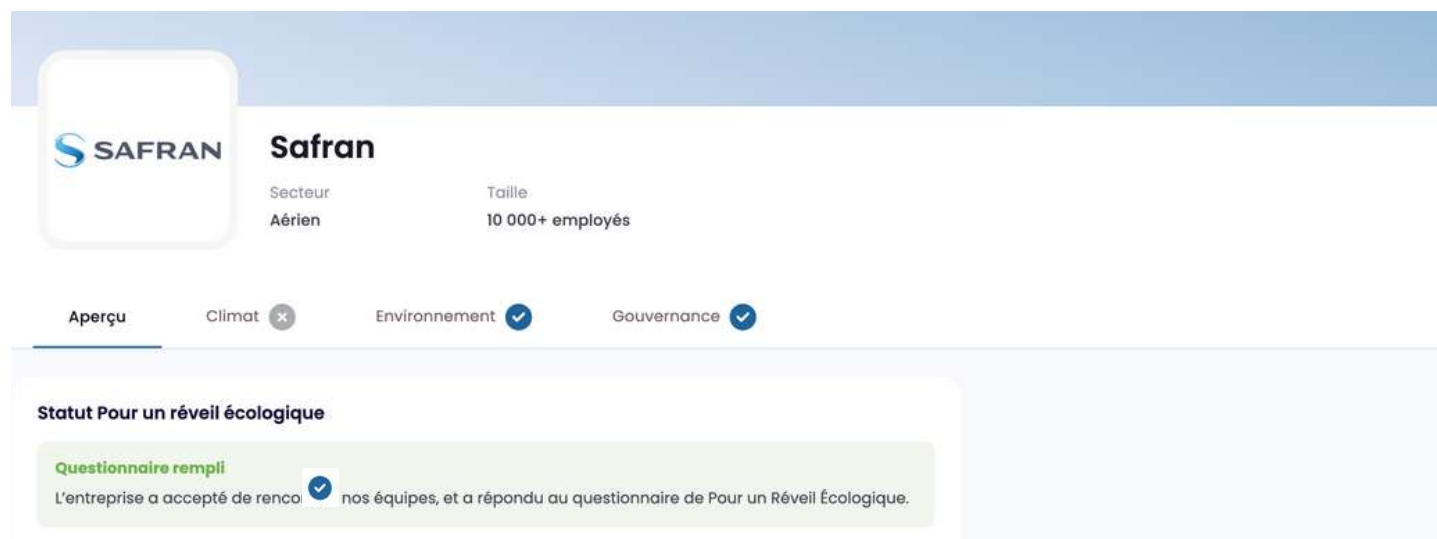 SAFRAN
Safran
Secteur
Taille
Aérien
10 000+ employés
Aperçu
Climat
Environnement
Gouvernance
Statut Pour un réveil écologique
Questionnaire rempli
L'entreprise a accepté de renco nos équipes, et a répondu au questionnaire de Pour un Réveil Écologique.